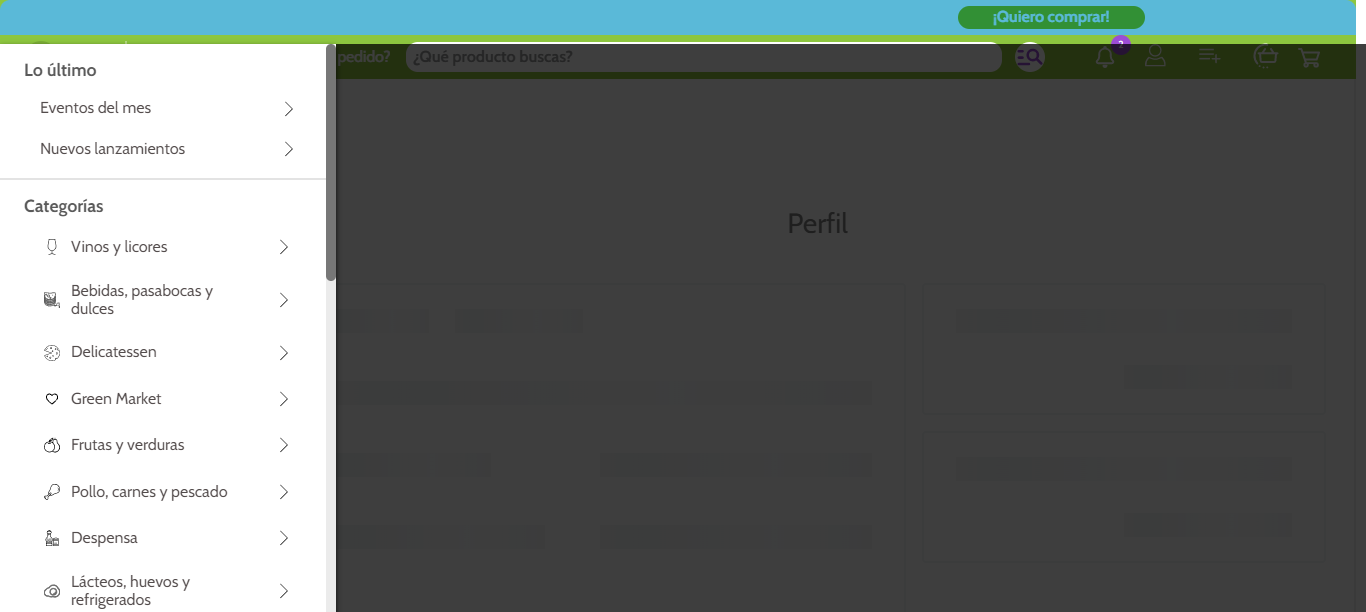 ¡Quiero comprar!
pedido?
¿Qué producto buscas?
2
Lo último
Eventos del mes
Nuevos lanzamientos
Categorías
Vinos y licores
Bebidas, pasabocas y
dulces
Delicatessen
Green Market
Frutas y verduras
Pollo, carnes y pescado
Despensa
Lácteos, huevos y
refrigerados
Perfil